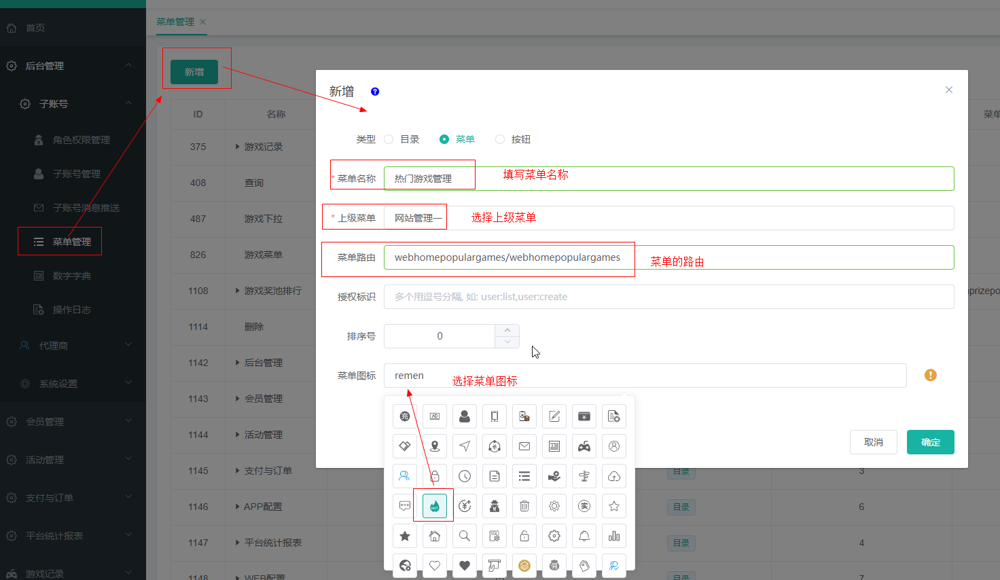 首页
后台管理
子账号
角色权限管理
子账号管理
子账号消息推送
菜单管理
数字字典
操作日志
代理商
系统设置
会员管理
活动管理
支付与订单
平台统计报表
游戏记录
菜单管理
新增
ID 名称
375 游戏记录
408 查询
487 游戏下拉
826 游戏菜单
1108 游戏奖池排行
1114 删除
1142 后台管理
1143 会员管理
1144 活动管理
1145 支付与订单 目录 3
1146 APP配置 目录 6
1147 平台统计报表 目录 4
1148 WEB配置 目录 7
菜单
prizepo
新增
类型 目录 菜单 按钮
* 菜单名称 热门游戏管理 填写菜单名称
* 上级菜单 网站管理一 选择上级菜单
菜单路由 webhomepopulargames/webhomepopulargames 菜单的路由
授权标识 多个用逗号分隔, 如: user:list,user:create
排序号 0
菜单图标 remen 选择菜单图标
AD
HOT
实
SQL
取消 确定